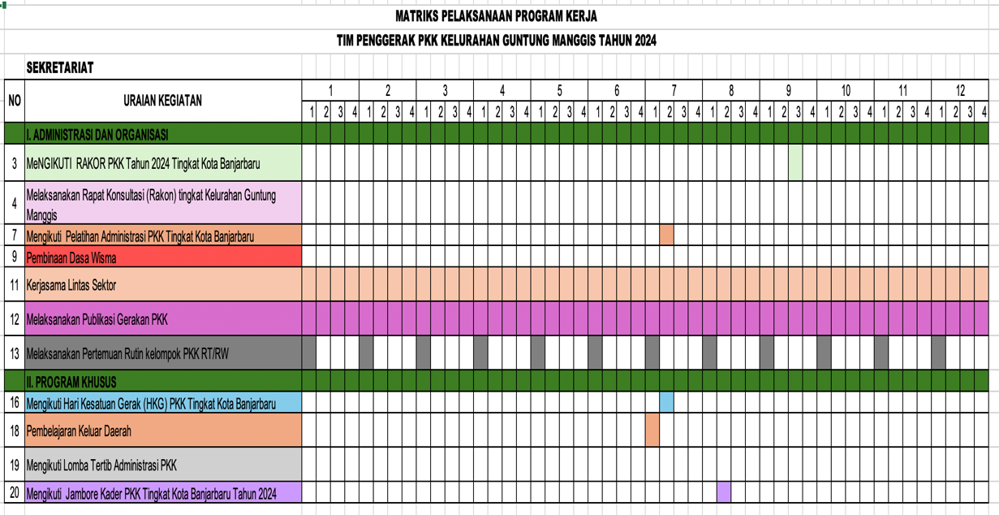 MATRIKS PELAKSANAAN PROGRAM KERJA
TIM PENGGERAK PKK KELURAHAN GUNTUNG MANGGIS TAHUN 2024
SEKRETARIAT
NO URAIAN KEGIATAN 1 2 3 4 5 6 7 8 9 10 11 12
1 2 3 4 1 2 3 4 1 2 3 4 1 2 3 4 1 2 3 4 1 2 3 4 1 2 3 4 1 2 3 4 1 2 3 4 1 2 3 4 1 2 3 4 1 2 3 4
I. ADMINISTRASI DAN ORGANISASI
3 MeNGIKUTI RAKOR PKK Tahun 2024 Tingkat Kota Banjarbaru
4 Melaksanakan Rapat Konsultasi (Rakon) tingkat Kelurahan Guntung
Manggis
7 Mengikuti Pelatihan Administrasi PKK Tingkat Kota Banjarbaru
9 Pembinaan Dasa Wisma
11 Kerjasama Lintas Sektor
12 Melaksanakan Publikasi Gerakan PKK
13 Melaksanakan Pertemuan Rutin kelompok PKK RT/RW
II. PROGRAM KHUSUS
16 Mengikuti Hari Kesatuan Gerak (HKG) PKK Tingkat Kota Banjarbaru
18 Pembelajaran Keluar Daerah
19 Mengikuti Lomba Tertib Administrasi PKK
20 Mengikuti Jambore Kader PKK Tingkat Kota Banjarbaru Tahun 2024